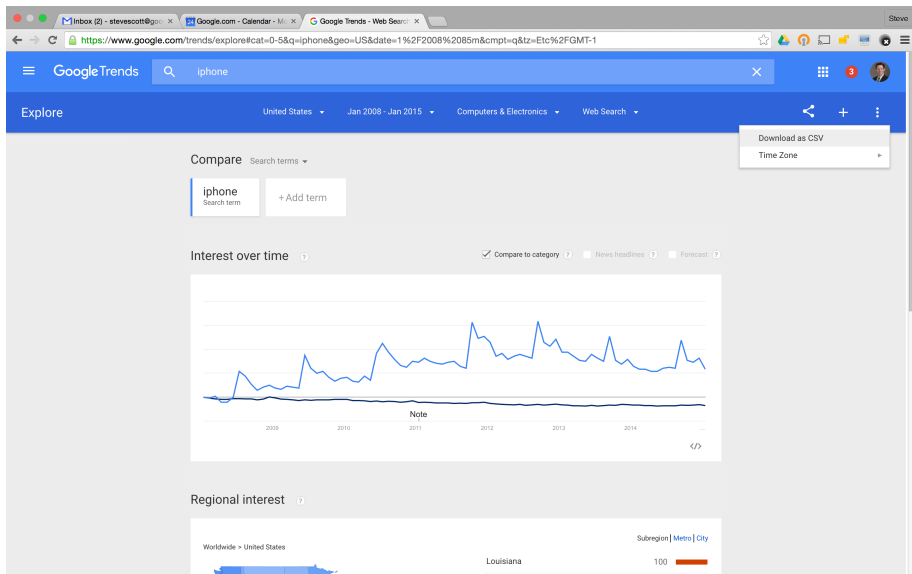 Inbox (2) - stevescott@goo
Google.com - Calendar - Mo
Google Trends - Web Search
Steve
https://www.google.com/trends/explore#cat=0-5&q=iphone&geo=US&date=1%2F2008%2085m&cmpt=q&tz=Etc%2FGMT-1
Google Trends
iphone
3
Explore
United States
Jan 2008 - Jan 2015
Computers & Electronics
Web Search
Download as CSV
Time Zone
Compare
Search terms
iphone
Search term
+Add term
Interest over time
?
Compare to category
?
News headlines
?
Forecast
?
Note
2009
2010
2011
2012
2013
2014
...
</>
Regional interest
?
Subregion | Metro | City
Worldwide > United States
Louisiana
100